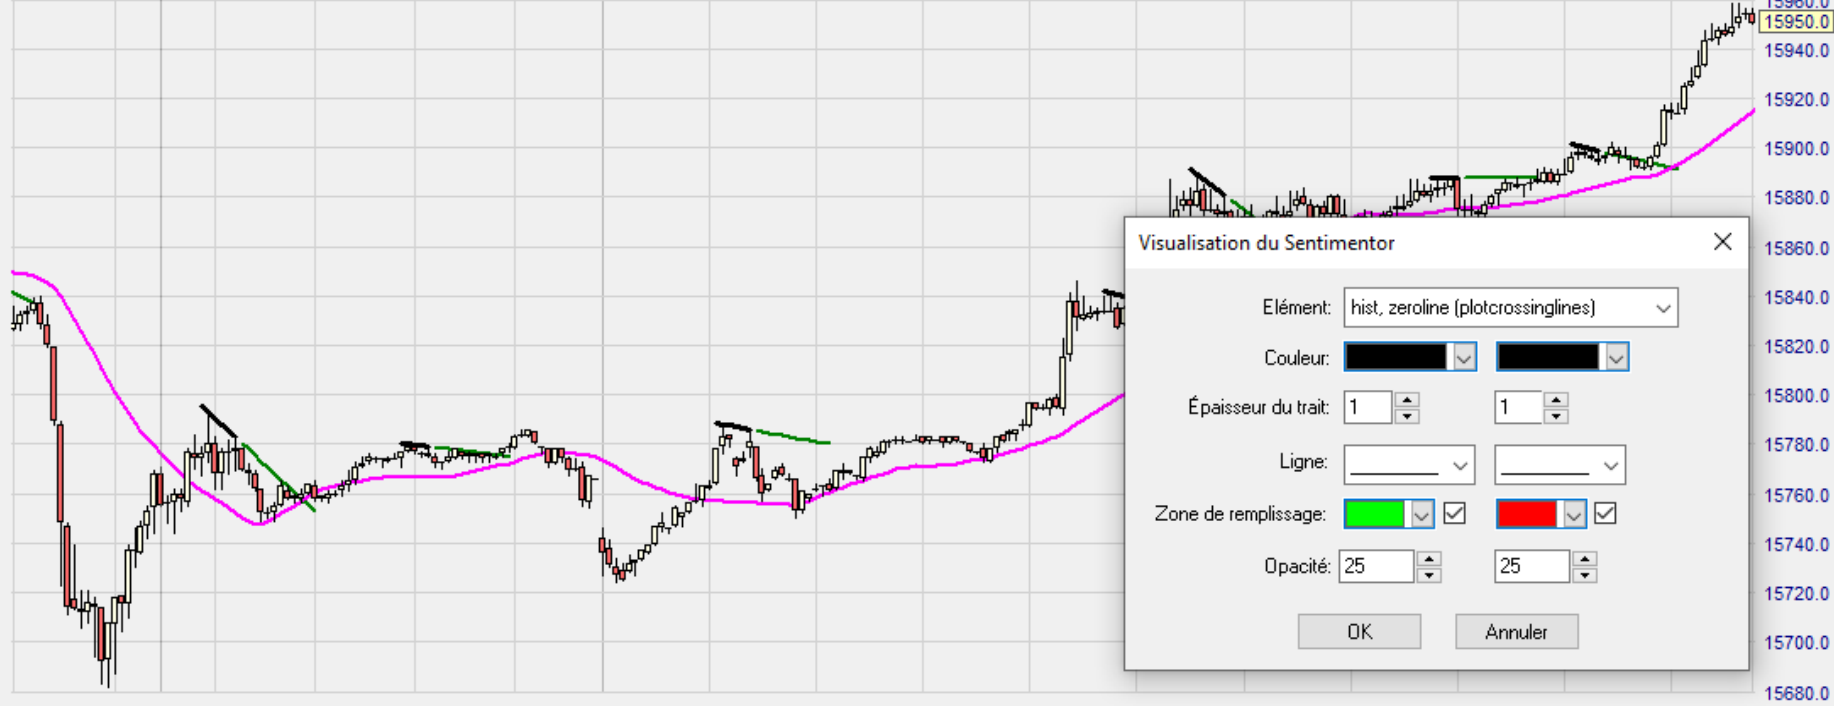 15960.0
15950.0
15940.0
15920.0
15900.0
15880.0
15860.0
15840.0
15820.0
15800.0
15780.0
15760.0
15740.0
15720.0
15700.0
15680.0
Visualisation du Sentimentor
Elément: hist, zeroline (plotcrossinglines)
Couleur:
Épaisseur du trait: 1 1
Ligne:
Zone de remplissage:
Opacité: 25 25
OK Annuler